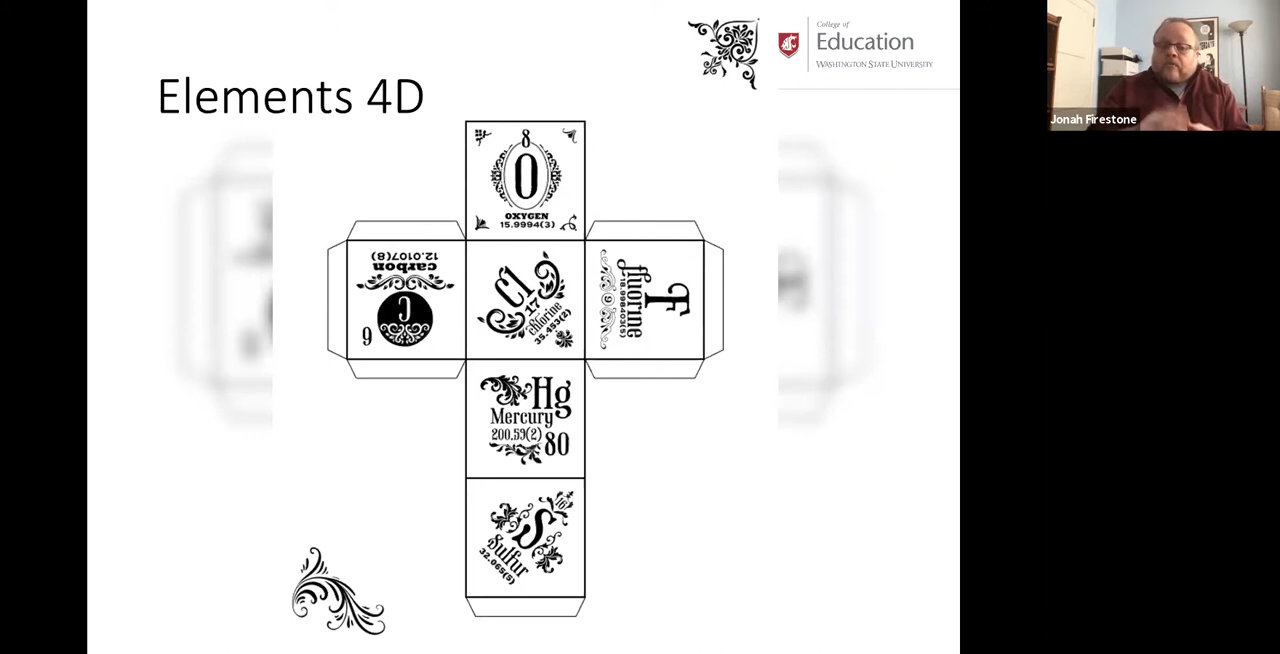 College of
Education
WASHINGTON STATE UNIVERSITY
Jonah Firestone
Elements 4D
8
O
OXYGEN
15.9994(3)
6
C
carbon
12.0107(8)
Cl
17
chlorine
35.453(2)
F
fluorine
18.998403(5)
9
Hg
Mercury
200.59(2)
80
16
S
Sulfur
32.065(5)